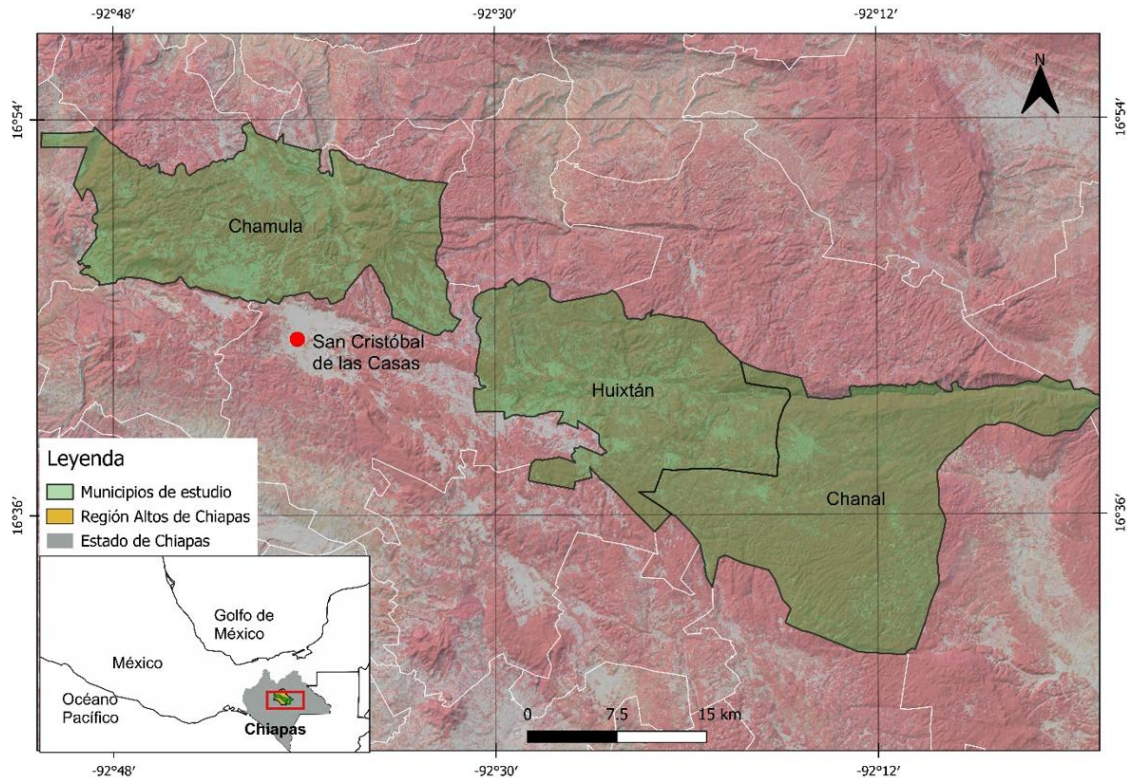 -92°48′
-92°30′
-92°12′
N
16°54′
16°54′
Chamula
San Cristóbal
de las Casas
Huixtán
Chanal
Leyenda
Municipios de estudio
Región Altos de Chiapas
Estado de Chiapas
16°36′
16°36′
Golfo de
México
México
Océano
Pacífico
Chiapas
0
7.5
15 km
-92°48′
-92°30′
-92°12′